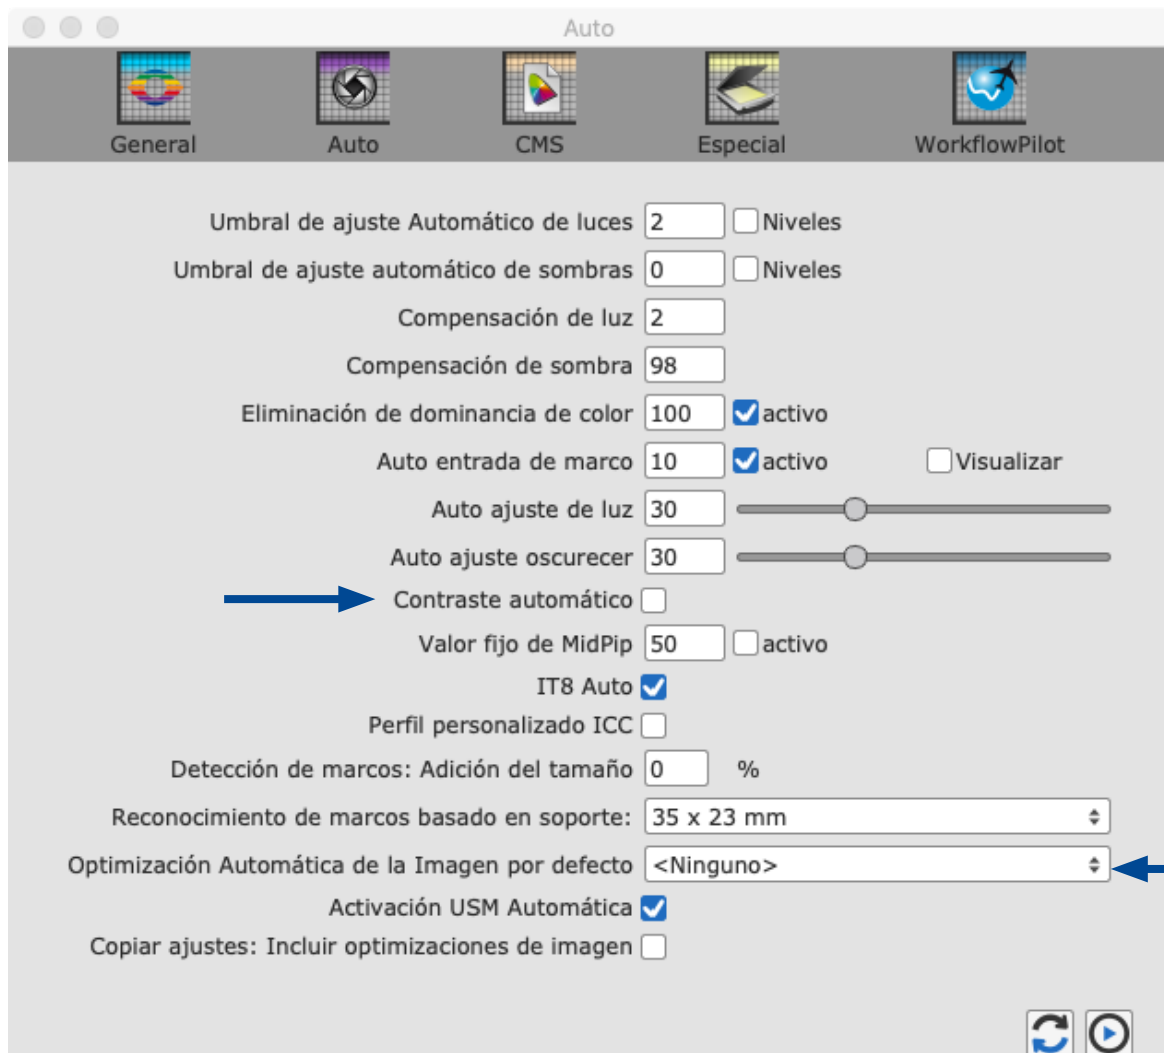 Auto
General Auto CMS Especial WorkflowPilot
Umbral de ajuste Automático de luces 2 Niveles
Umbral de ajuste automático de sombras 0 Niveles
Compensación de luz 2
Compensación de sombra 98
Eliminación de dominancia de color 100 activo
Auto entrada de marco 10 activo Visualizar
Auto ajuste de luz 30
Auto ajuste oscurecer 30
Contraste automático
Valor fijo de MidPip 50 activo
IT8 Auto
Perfil personalizado ICC
Detección de marcos: Adición del tamaño 0 %
Reconocimiento de marcos basado en soporte: 35 x 23 mm
Optimización Automática de la Imagen por defecto <Ninguno>
Activación USM Automática
Copiar ajustes: Incluir optimizaciones de imagen